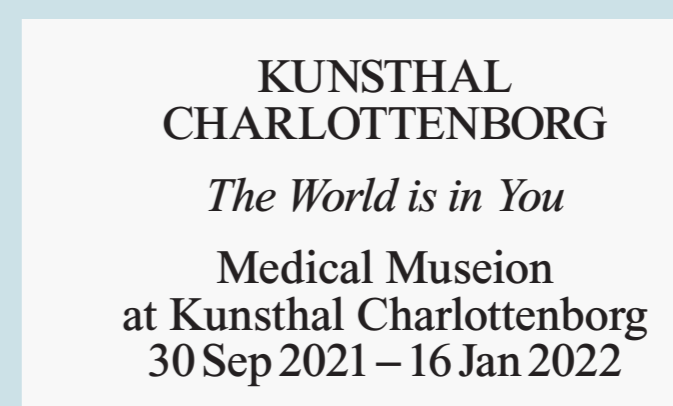 KUNSTHAL
CHARLOTTENBORG
The World is in You
Medical Museion
at Kunsthal Charlottenborg
30 Sep 2021 – 16 Jan 2022